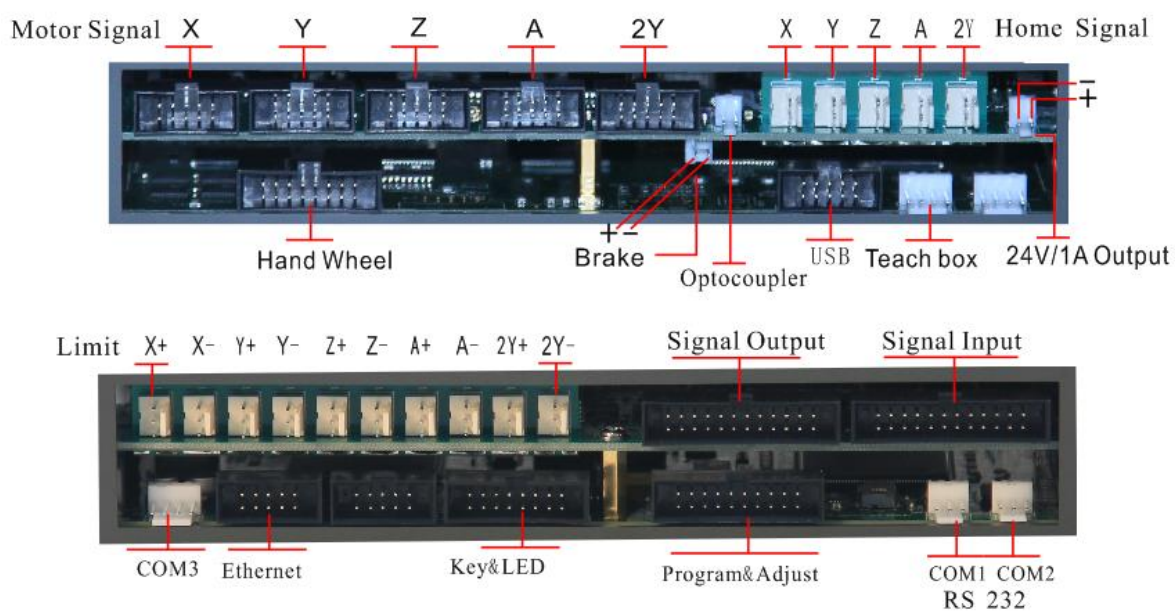 Motor Signal X Y Z A 2Y X Y Z A 2Y Home Signal
−
+
+−
Hand Wheel Brake Optocoupler USB Teach box 24V/1A Output
Limit X+ X− Y+ Y− Z+ Z− A+ A− 2Y+ 2Y− Signal Output Signal Input
COM3 Ethernet Key&LED Program&Adjust COM1 COM2
RS 232